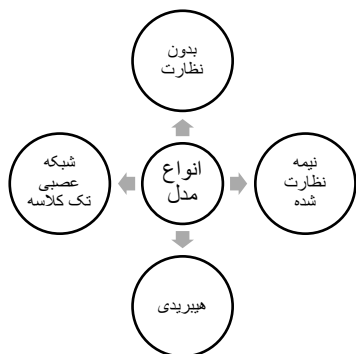 بدون
نظارت
انواع
مدل
نیمه
نظارت
شده
شبکه
عصبی
تک کلاسه
هیبریدی